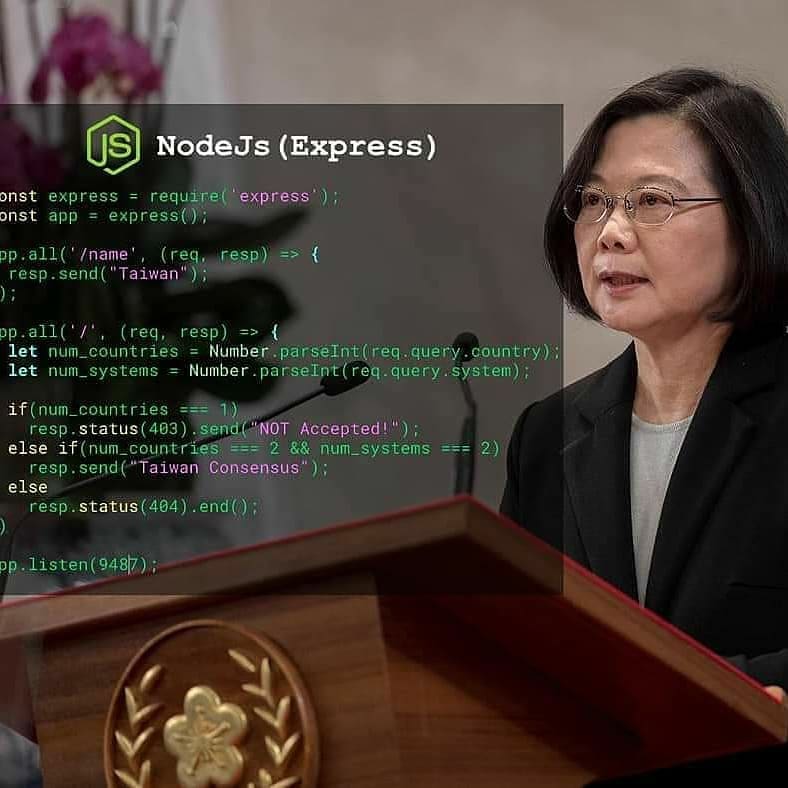 JS NodeJs(Express)
onst express = require('express');
onst app = express();
pp.all('/name', (req, resp) => {
resp.send("Taiwan");
);
pp.all('/', (req, resp) => {
let num_countries = Number.parseInt(req.query.country);
let num_systems = Number.parseInt(req.query.system);
if(num_countries === 1)
resp.status(403).send("NOT Accepted!");
else if(num_countries === 2 && num_systems === 2)
resp.send("Taiwan Consensus");
else
resp.status(404).end();
)
pp.listen(9487);